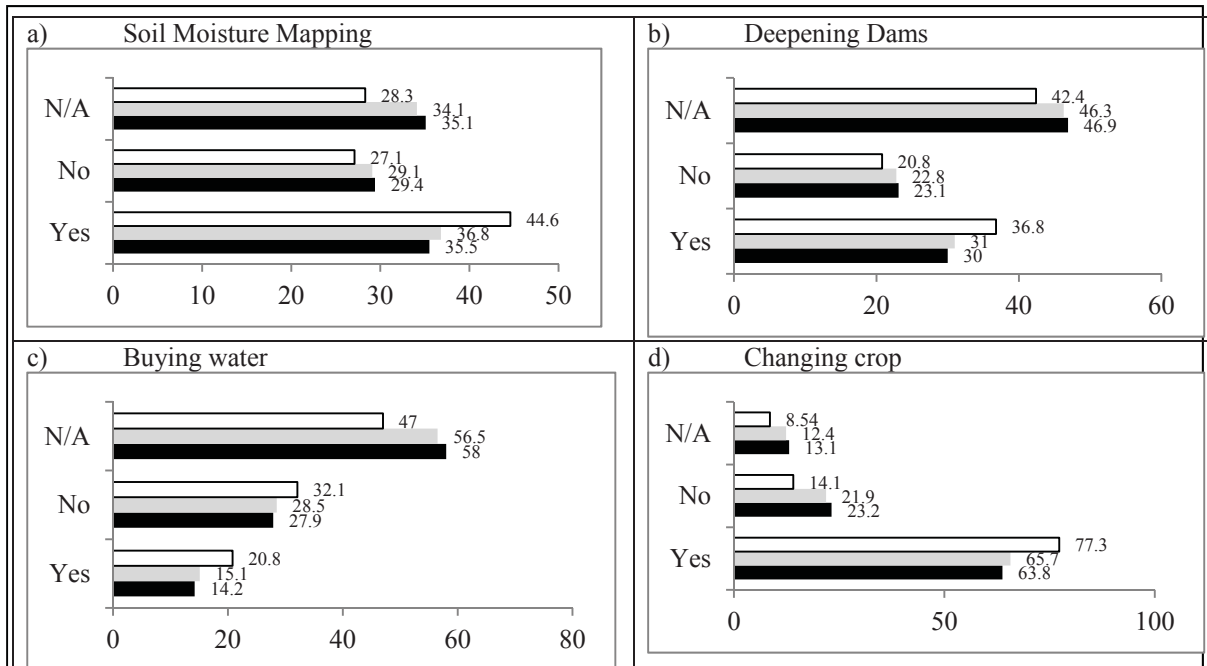 a) Soil Moisture Mapping
N/A
28.3
34.1
35.1
No
27.1
29.1
29.4
Yes
44.6
36.8
35.5
0 10 20 30 40 50
b) Deepening Dams
N/A
42.4
46.3
46.9
No
20.8
22.8
23.1
Yes
36.8
31
30
0 20 40 60
c) Buying water
N/A
47
56.5
58
No
32.1
28.5
27.9
Yes
20.8
15.1
14.2
0 20 40 60 80
d) Changing crop
N/A
8.54
12.4
13.1
No
14.1
21.9
23.2
Yes
77.3
65.7
63.8
0 50 100